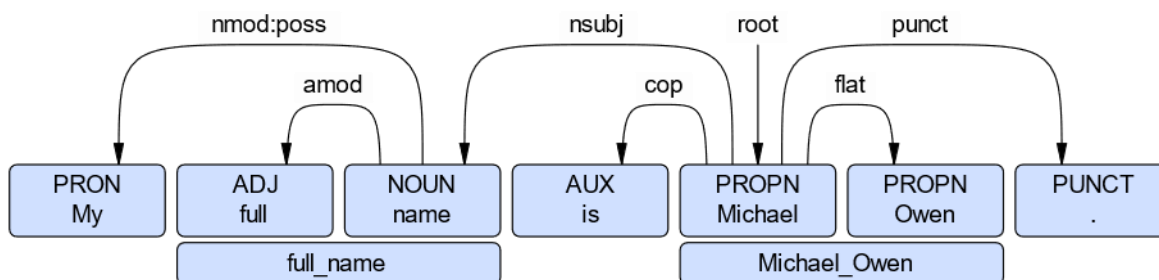 nmod:poss nsubj root punct
amod cop flat
PRON ADJ NOUN AUX PROPN PROPN PUNCT
My full name is Michael Owen .
full_name Michael_Owen